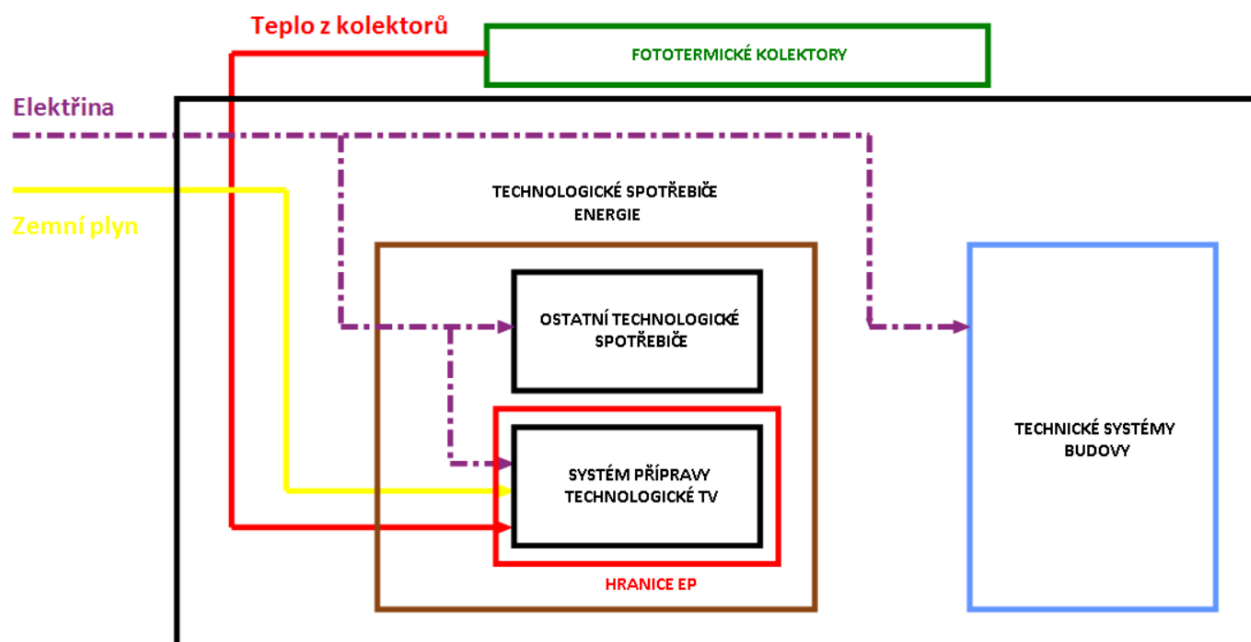 Teplo z kolektorů
FOTOTERMICKÉ KOLEKTORY
Elektřina
Zemní plyn
TECHNOLOGICKÉ SPOTŘEBIČE
ENERGIE
OSTATNÍ TECHNOLOGICKÉ
SPOTŘEBIČE
SYSTÉM PŘÍPRAVY
TECHNOLOGICKÉ TV
HRANICE EP
TECHNICKÉ SYSTÉMY
BUDOVY